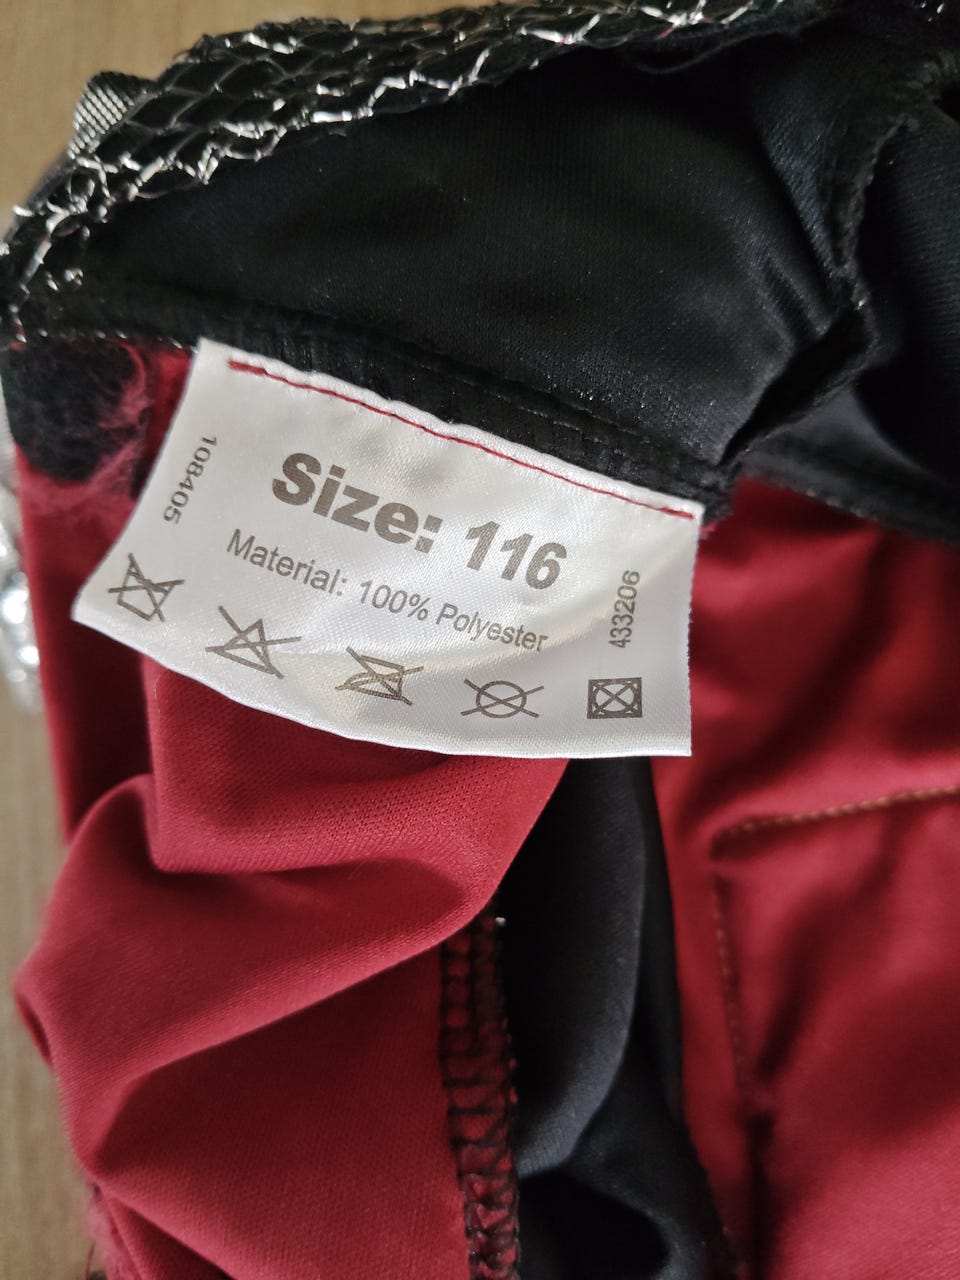 108405
Size: 116
Material: 100% Polyester
433206